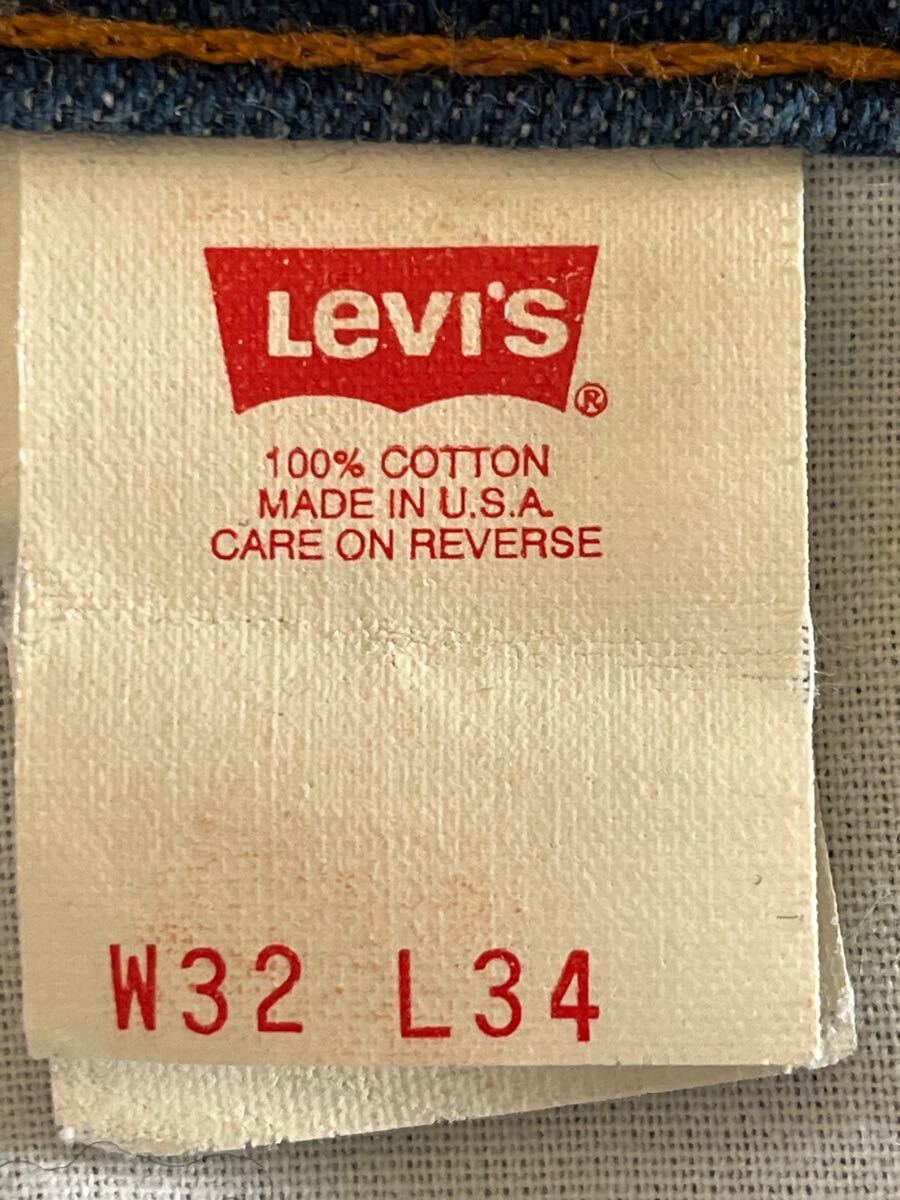 Levi's
®
100% COTTON
MADE IN U.S.A.
CARE ON REVERSE
W32 L34